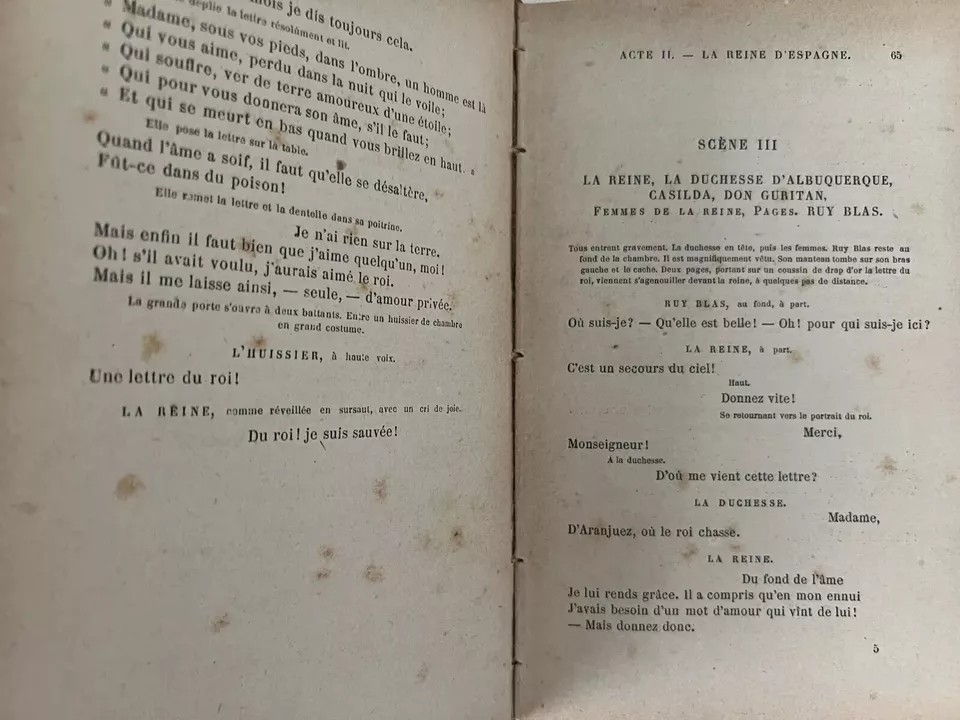 mois je dis toujours cela.
déplie la lettre résolûment et lit.
« Madame, sous vos pieds, dans l'ombre, un homme est là
« Qui vous aime, perdu dans la nuit qui le voile;
« Qui souffre, ver de terre amoureux d'une étoile;
« Qui pour vous donnera son âme, s'il le faut;
« Et qui se meurt en bas quand vous brillez en haut. »
Elle pose la lettre sur la table.
Quand l'âme a soif, il faut qu'elle se désaltère,
Fût-ce dans du poison!
Elle remet la lettre et la dentelle dans sa poitrine.
Je n'ai rien sur la terre.
Mais enfin il faut bien que j'aime quelqu'un, moi!
Oh! s'il avait voulu, j'aurais aimé le roi.
Mais il me laisse ainsi, — seule, — d'amour privée.
La grande porte s'ouvre à deux battants. Entre un huissier de chambre
en grand costume.
L'HUISSIER, à haute voix.
Une lettre du roi!
LA REINE, comme réveillée en sursaut, avec un cri de joie.
Du roi! je suis sauvée!
ACTE II. — LA REINE D'ESPAGNE. 65
SCÈNE III
LA REINE, LA DUCHESSE D'ALBUQUERQUE,
CASILDA, DON GURITAN,
FEMMES DE LA REINE, PAGES. RUY BLAS.
Tous entrent gravement. La duchesse en tête, puis les femmes. Ruy Blas reste au
fond de la chambre. Il est magnifiquement vêtu. Son manteau tombe sur son bras
gauche et le cache. Deux pages, portant sur un coussin de drap d'or la lettre du
roi, viennent s'agenouiller devant la reine, à quelques pas de distance.
RUY BLAS, au fond, à part.
Où suis-je? — Qu'elle est belle! — Oh! pour qui suis-je ici?
LA REINE, à part.
C'est un secours du ciel!
Haut.
Donnez vite!
Se retournant vers le portrait du roi.
Merci,
Monseigneur!
A la duchesse.
D'où me vient cette lettre?
LA DUCHESSE.
Madame,
D'Aranjuez, où le roi chasse.
LA REINE.
Du fond de l'âme
Je lui rends grâce. Il a compris qu'en mon ennui
J'avais besoin d'un mot d'amour qui vînt de lui!
— Mais donnez donc.
5